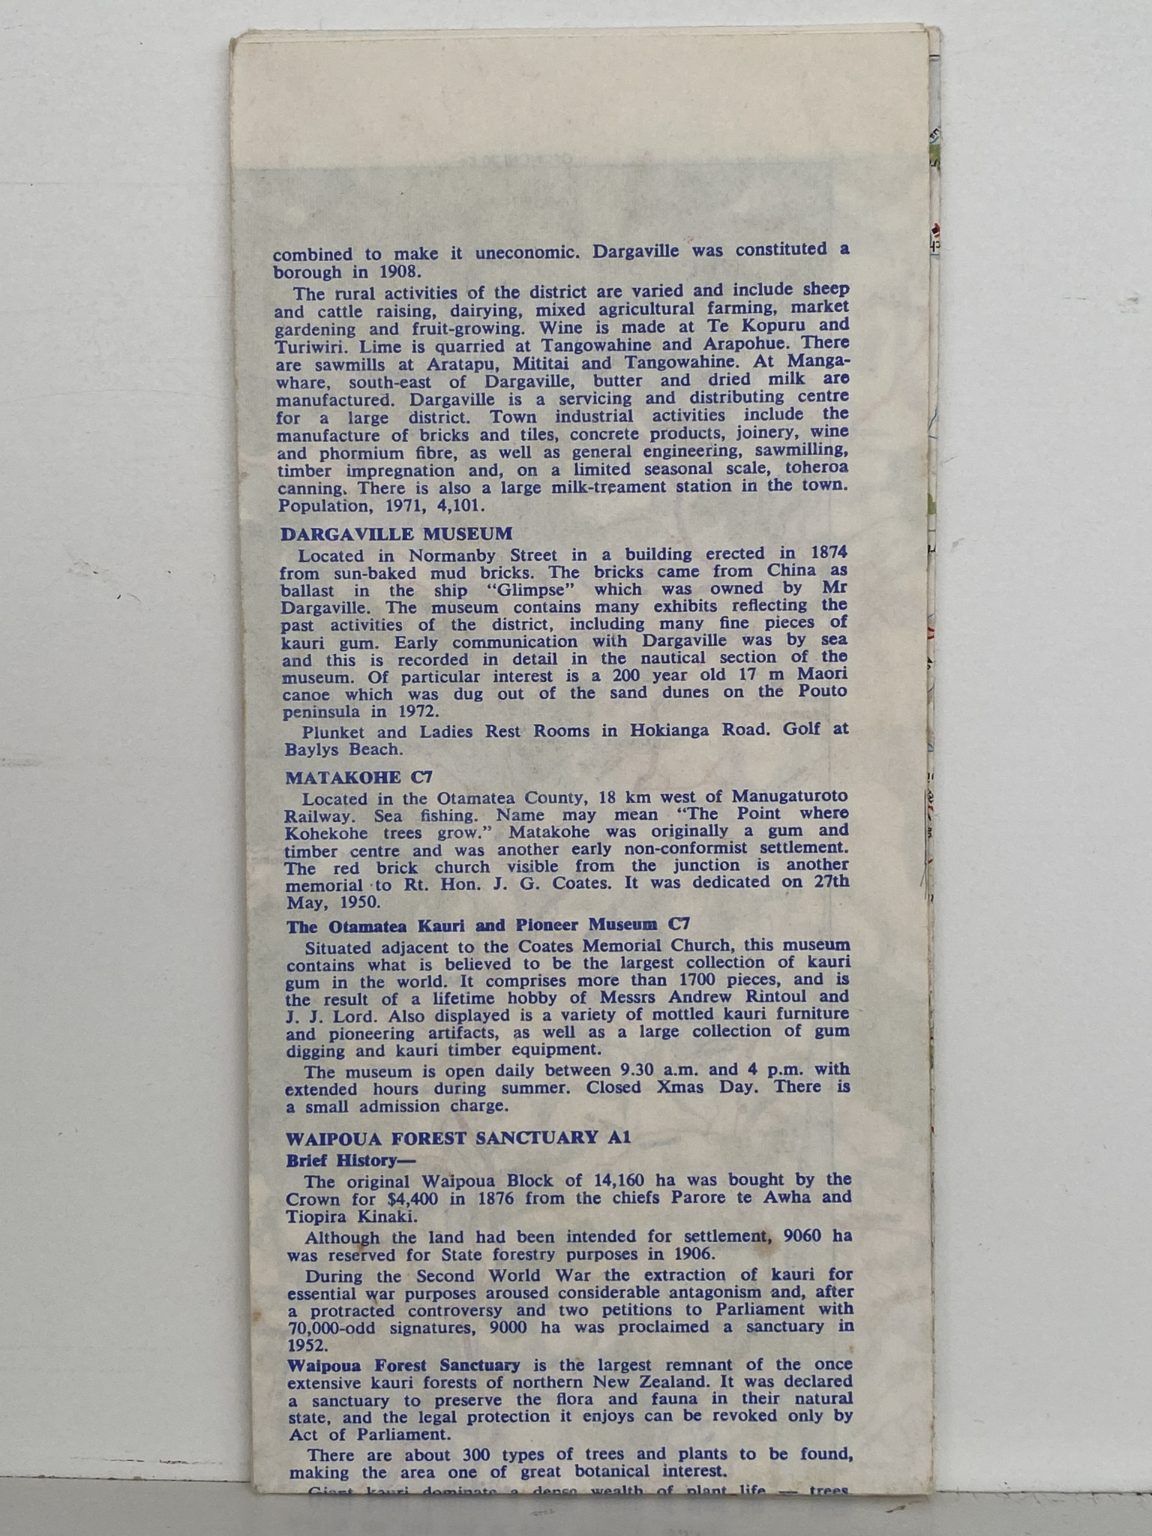 combined to make it uneconomic. Dargaville was constituted a
borough in 1908.
The rural activities of the district are varied and include sheep
and cattle raising, dairying, mixed agricultural farming, market
gardening and fruit-growing. Wine is made at Te Kopuru and
Turiwiri. Lime is quarried at Tangowahine and Arapohue. There
are sawmills at Aratapu, Mititai and Tangowahine. At Manga-
whare, south-east of Dargaville, butter and dried milk are
manufactured. Dargaville is a servicing and distributing centre
for a large district. Town industrial activities include the
manufacture of bricks and tiles, concrete products, joinery, wine
and phormium fibre, as well as general engineering, sawmilling,
timber impregnation and, on a limited seasonal scale, toheroa
canning. There is also a large milk-treament station in the town.
Population, 1971, 4,101.
DARGAVILLE MUSEUM
Located in Normanby Street in a building erected in 1874
from sun-baked mud bricks. The bricks came from China as
ballast in the ship "Glimpse" which was owned by Mr
Dargaville. The museum contains many exhibits reflecting the
past activities of the district, including many fine pieces of
kauri gum. Early communication with Dargaville was by sea
and this is recorded in detail in the nautical section of the
museum. Of particular interest is a 200 year old 17 m Maori
canoe which was dug out of the sand dunes on the Pouto
peninsula in 1972.
Plunket and Ladies Rest Rooms in Hokianga Road. Golf at
Baylys Beach.
MATAKOHE C7
Located in the Otamatea County, 18 km west of Manugaturoto
Railway. Sea fishing. Name may mean "The Point where
Kohekohe trees grow." Matakohe was originally a gum and
timber centre and was another early non-conformist settlement.
The red brick church visible from the junction is another
memorial to Rt. Hon. J. G. Coates. It was dedicated on 27th
May, 1950.
The Otamatea Kauri and Pioneer Museum C7
Situated adjacent to the Coates Memorial Church, this museum
contains what is believed to be the largest collection of kauri
gum in the world. It comprises more than 1700 pieces, and is
the result of a lifetime hobby of Messrs Andrew Rintoul and
J. J. Lord. Also displayed is a variety of mottled kauri furniture
and pioneering artifacts, as well as a large collection of gum
digging and kauri timber equipment.
The museum is open daily between 9.30 a.m. and 4 p.m. with
extended hours during summer. Closed Xmas Day. There is
a small admission charge.
WAIPOUA FOREST SANCTUARY A1
Brief History—
The original Waipoua Block of 14,160 ha was bought by the
Crown for $4,400 in 1876 from the chiefs Parore te Awha and
Tiopira Kinaki.
Although the land had been intended for settlement, 9060 ha
was reserved for State forestry purposes in 1906.
During the Second World War the extraction of kauri for
essential war purposes aroused considerable antagonism and, after
a protracted controversy and two petitions to Parliament with
70,000-odd signatures, 9000 ha was proclaimed a sanctuary in
1952.
Waipoua Forest Sanctuary is the largest remnant of the once
extensive kauri forests of northern New Zealand. It was declared
a sanctuary to preserve the flora and fauna in their natural
state, and the legal protection it enjoys can be revoked only by
Act of Parliament.
There are about 300 types of trees and plants to be found,
making the area one of great botanical interest.
Giant kauri dominate a dense wealth of plant life — trees,